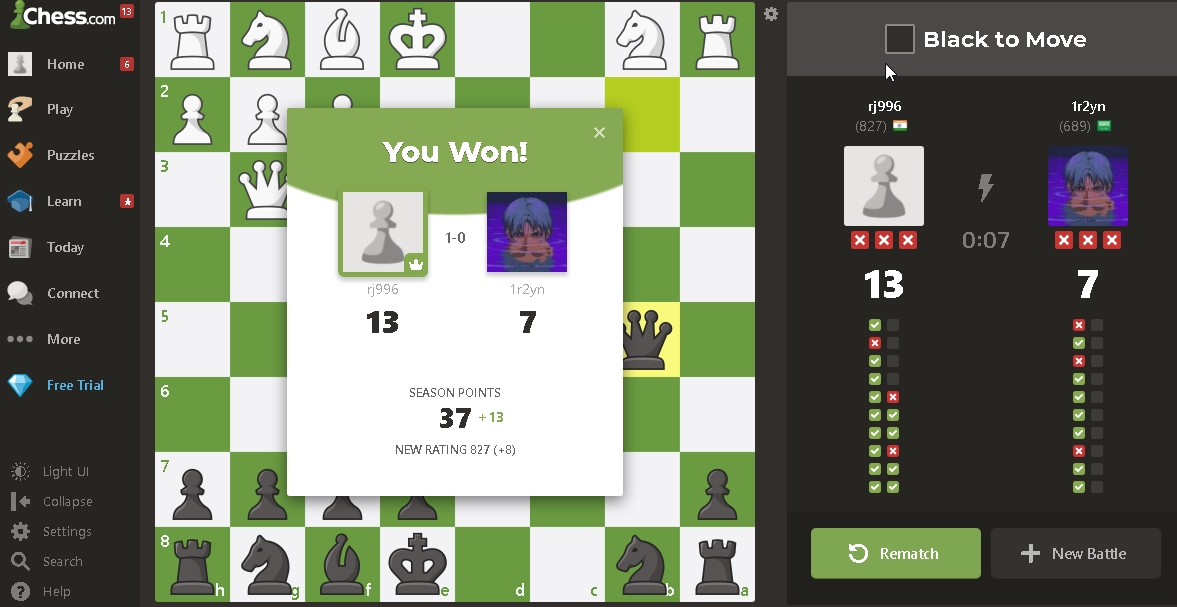 Chess.com 13
Home 6
Play
Puzzles
Learn
Today
Connect
More
Free Trial
Light UI
Collapse
Settings
Search
Help
1
2
3
4
5
6
7
8
h g f e d c b a
You Won!
×
1-0
rj996 1r2yn
13 7
SEASON POINTS
37 +13
NEW RATING 827 (+8)
Black to Move
rj996 1r2yn
(827) (689)
0:07
13 7
Rematch
New Battle